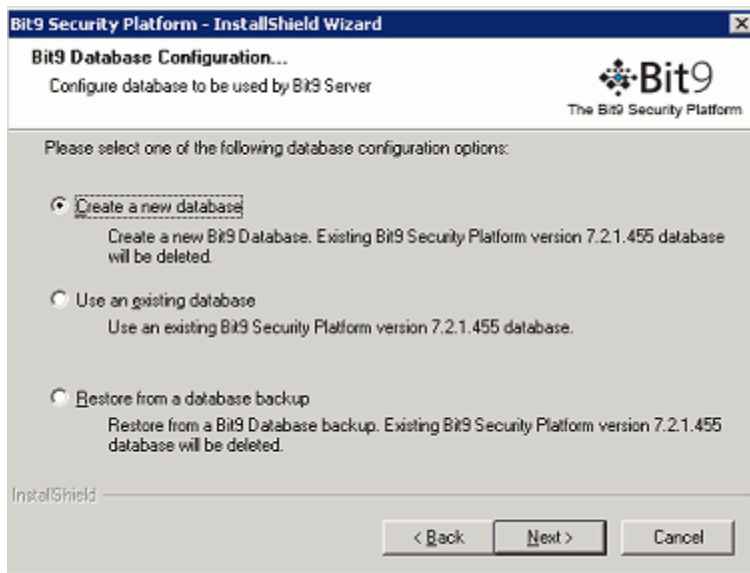 Bit9 Security Platform - InstallShield Wizard
Bit9 Database Configuration...
Configure database to be used by Bit9 Server
Bit9
The Bit9 Security Platform
Please select one of the following database configuration options:
Create a new database
Create a new Bit9 Database. Existing Bit9 Security Platform version 7.2.1.455 database
will be deleted.
Use an existing database
Use an existing Bit9 Security Platform version 7.2.1.455 database.
Restore from a database backup
Restore from a Bit9 Database backup. Existing Bit9 Security Platform version 7.2.1.455
database will be deleted.
InstallShield
< Back
Next >
Cancel